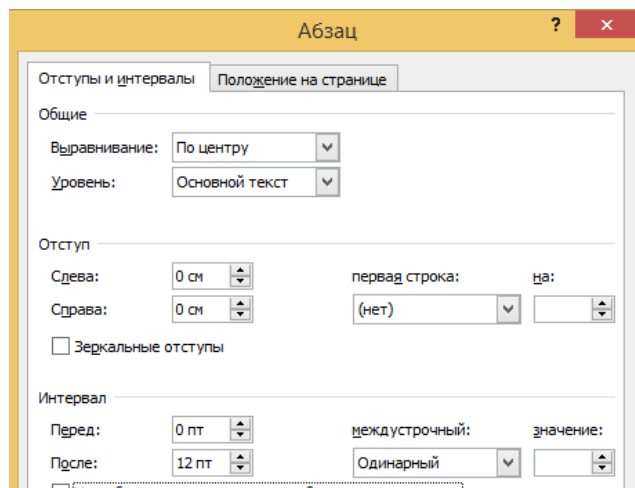 Абзац ? ×
Отступы и интервалы Положение на странице
Общие
Выравнивание: По центру
Уровень: Основной текст
Отступ
Слева: 0 см первая строка: на:
Справа: 0 см (нет)
Зеркальные отступы
Интервал
Перед: 0 пт междустрочный: значение:
После: 12 пт Одинарный